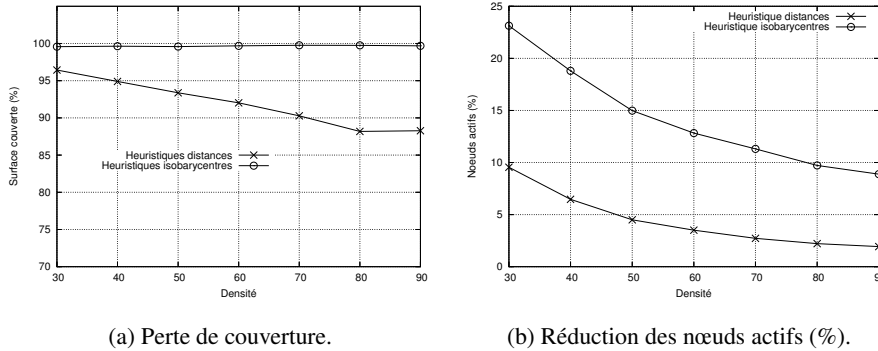 100
95
90
85
80
75
70
30 40 50 60 70 80 90
Surface couverte (%)
Densité
Heuristiques distances
Heuristiques isobarycentres
(a) Perte de couverture.
25
20
15
10
5
0
30 40 50 60 70 80 90
Noeuds actifs (%)
Densité
Heuristique distances
Heuristique isobarycentres
(b) Réduction des nœuds actifs (%).